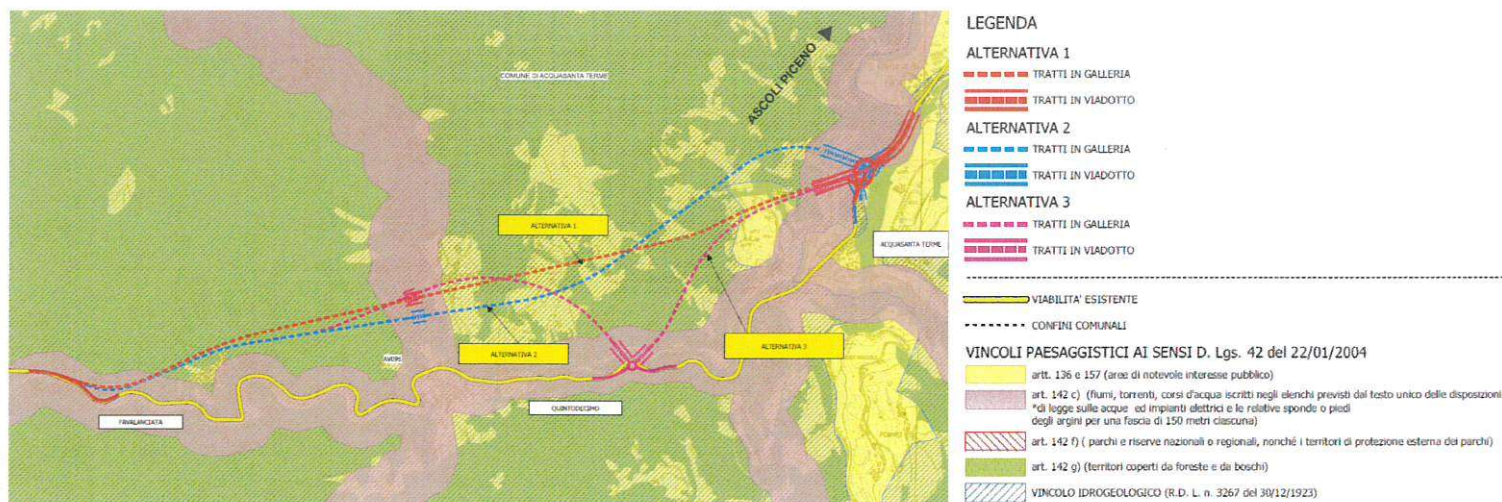 COMUNE DI ACQUASANTA TERME
ASCOLI PICENO
ALTERNATIVA 1
ACQUASANTA TERME
ALTERNATIVA 2
ALTERNATIVA 3
QUINTODECIMO
FAVALANCIATA
LEGENDA
ALTERNATIVA 1
TRATTI IN GALLERIA
TRATTI IN VIADOTTO
ALTERNATIVA 2
TRATTI IN GALLERIA
TRATTI IN VIADOTTO
ALTERNATIVA 3
TRATTI IN GALLERIA
TRATTI IN VIADOTTO
VIABILITA' ESISTENTE
CONFINI COMUNALI
VINCOLI PAESAGGISTICI AI SENSI D. Lgs. 42 del 22/01/2004
artt. 136 e 157 (aree di notevole interesse pubblico)
art. 142 c) (fiumi, torrenti, corsi d'acqua iscritti negli elenchi previsti dal testo unico delle disposizioni
"di legge sulle acque ed impianti elettrici e le relative sponde o piedi
degli argini per una fascia di 150 metri ciascuna)
art. 142 f) ( parchi e riserve nazionali o regionali, nonché i territori di protezione esterna dei parchi)
art. 142 g) (territori coperti da foreste e da boschi)
VINCOLO IDROGEOLOGICO (R.D. L. n. 3267 del 30/12/1923)